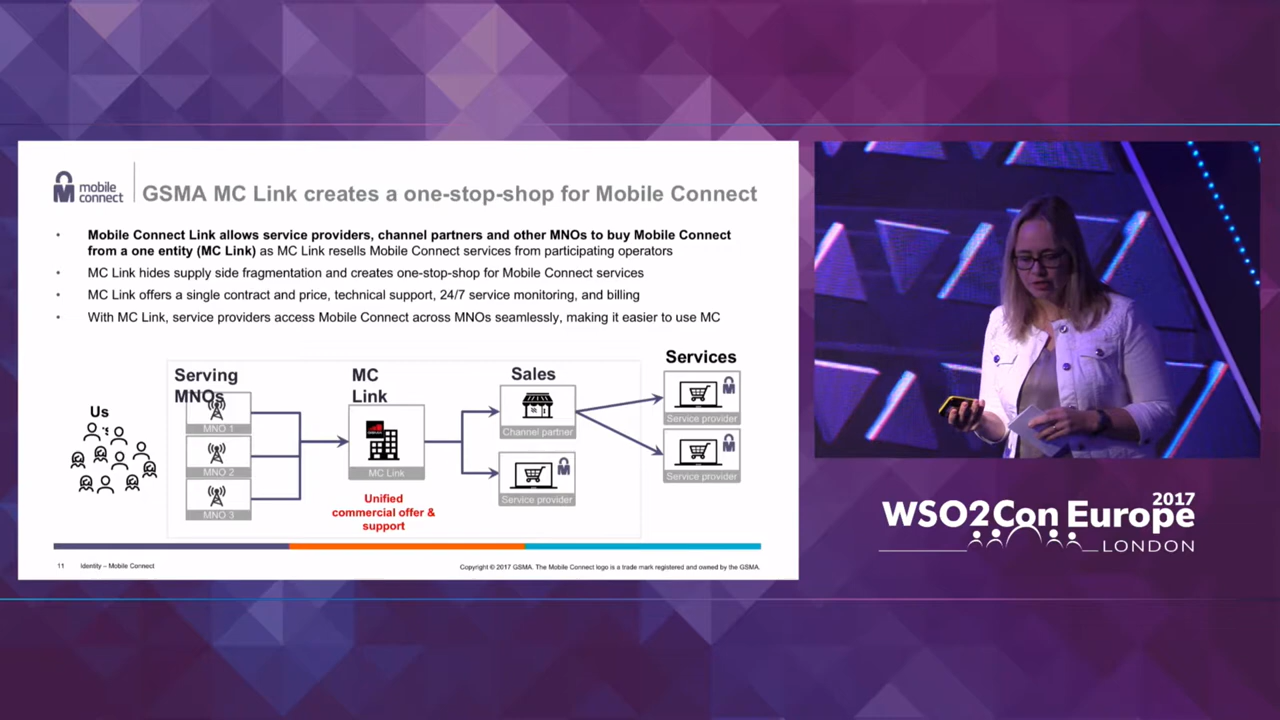 mobile
connect
GSMA MC Link creates a one-stop-shop for Mobile Connect
• Mobile Connect Link allows service providers, channel partners and other MNOs to buy Mobile Connect
from a one entity (MC Link) as MC Link resells Mobile Connect services from participating operators
• MC Link hides supply side fragmentation and creates one-stop-shop for Mobile Connect services
• MC Link offers a single contract and price, technical support, 24/7 service monitoring, and billing
• With MC Link, service providers access Mobile Connect across MNOs seamlessly, making it easier to use MC
Us
Serving
MNOs
MNO 1
MNO 2
MNO 3
MC
Link
MC Link
Unified
commercial offer &
support
Sales
Channel partner
Service provider
Services
Service provider
Service provider
11 Identity – Mobile Connect
Copyright © 2017 GSMA. The Mobile Connect logo is a trade mark registered and owned by the GSMA.
2017
WSO2Con Europe
LONDON